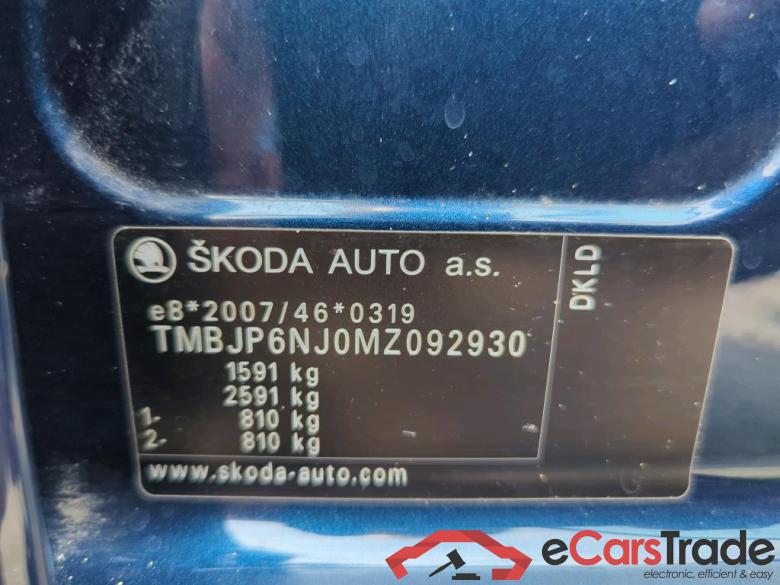 ŠKODA AUTO a.s.
DKLD
e8*2007/46*0319
TMBJP6NJ0MZ092930
1591 kg
2591 kg
1- 810 kg
2- 810 kg
www.skoda-auto.com
eCarsTrade
electronic, efficient & easy